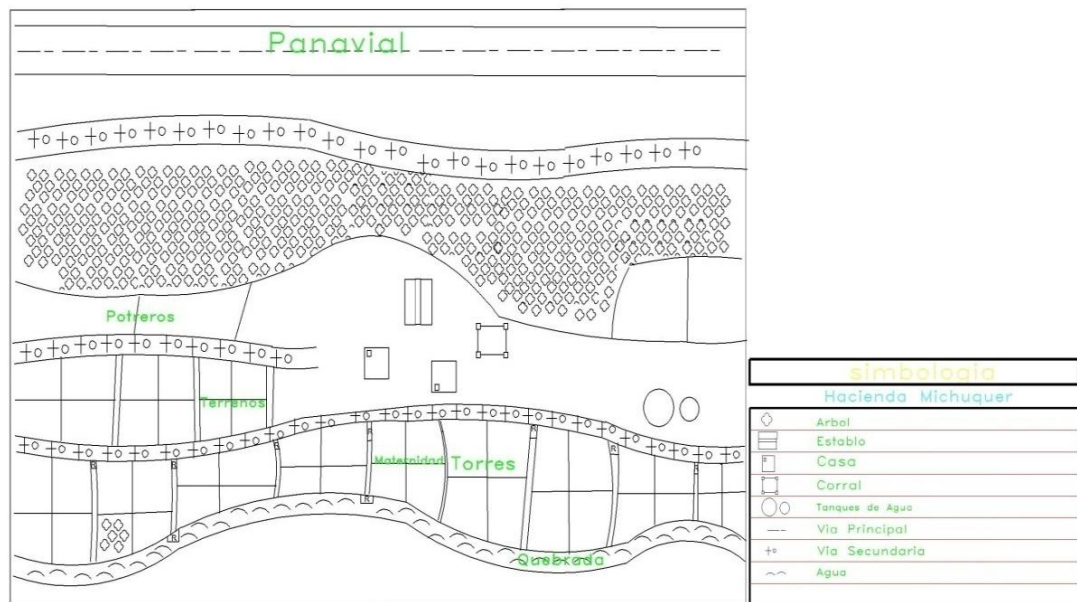 Panavial
Potreros
Terrenos
Maternidad
Torres
Quebrada
R
R
R
R
R
R
R
R
simbologia
Hacienda Michuquer
Arbol
Establo
Casa
Corral
Tanques de Agua
Via Principal
Via Secundaria
Agua